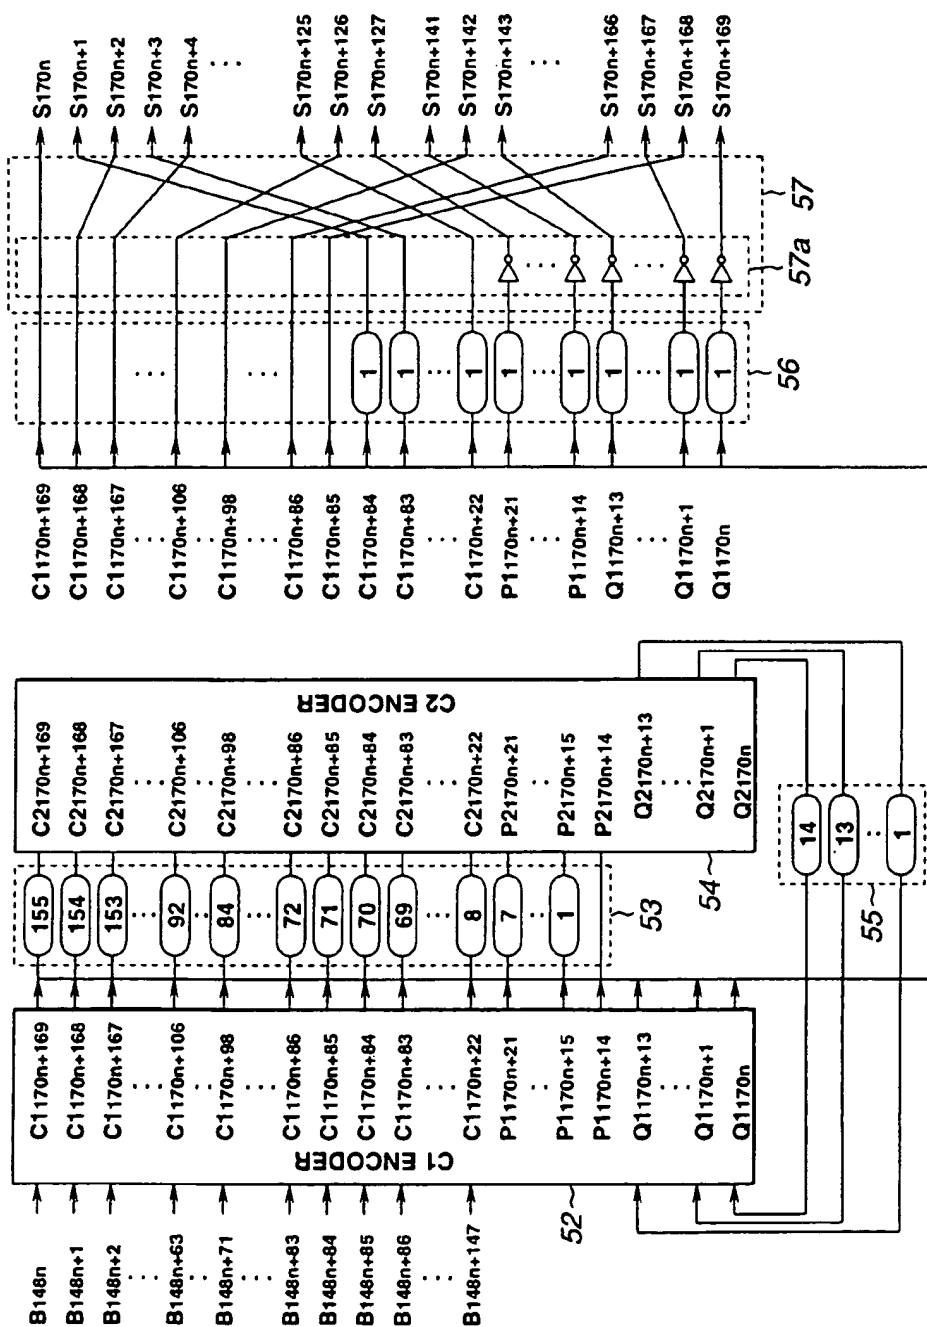 B148n
B148n+1
B148n+2
B148n+63
B148n+71
B148n+83
B148n+84
B148n+85
B148n+86
B148n+147
C1 ENCODER
C1170n+169
C1170n+168
C1170n+167
C1170n+106
C1170n+98
C1170n+86
C1170n+85
C1170n+84
C1170n+83
C1170n+22
P1170n+21
P1170n+15
P1170n+14
Q1170n+13
Q1170n+1
Q1170n
52
155
154
153
92
84
72
71
70
69
8
7
1
53
C2 ENCODER
C2170n+169
C2170n+168
C2170n+167
C2170n+106
C2170n+98
C2170n+86
C2170n+85
C2170n+84
C2170n+83
C2170n+22
P2170n+21
P2170n+15
P2170n+14
Q2170n+13
Q2170n+1
Q2170n
54
14
13
1
55
C1170n+169
C1170n+168
C1170n+167
C1170n+106
C1170n+98
C1170n+86
C1170n+85
C1170n+84
C1170n+83
C1170n+22
P1170n+21
P1170n+14
Q1170n+13
Q1170n+1
Q1170n
1
1
1
1
1
1
1
1
56
57a
57
S170n
S170n+1
S170n+2
S170n+3
S170n+4
S170n+125
S170n+126
S170n+127
S170n+141
S170n+142
S170n+143
S170n+166
S170n+167
S170n+168
S170n+169